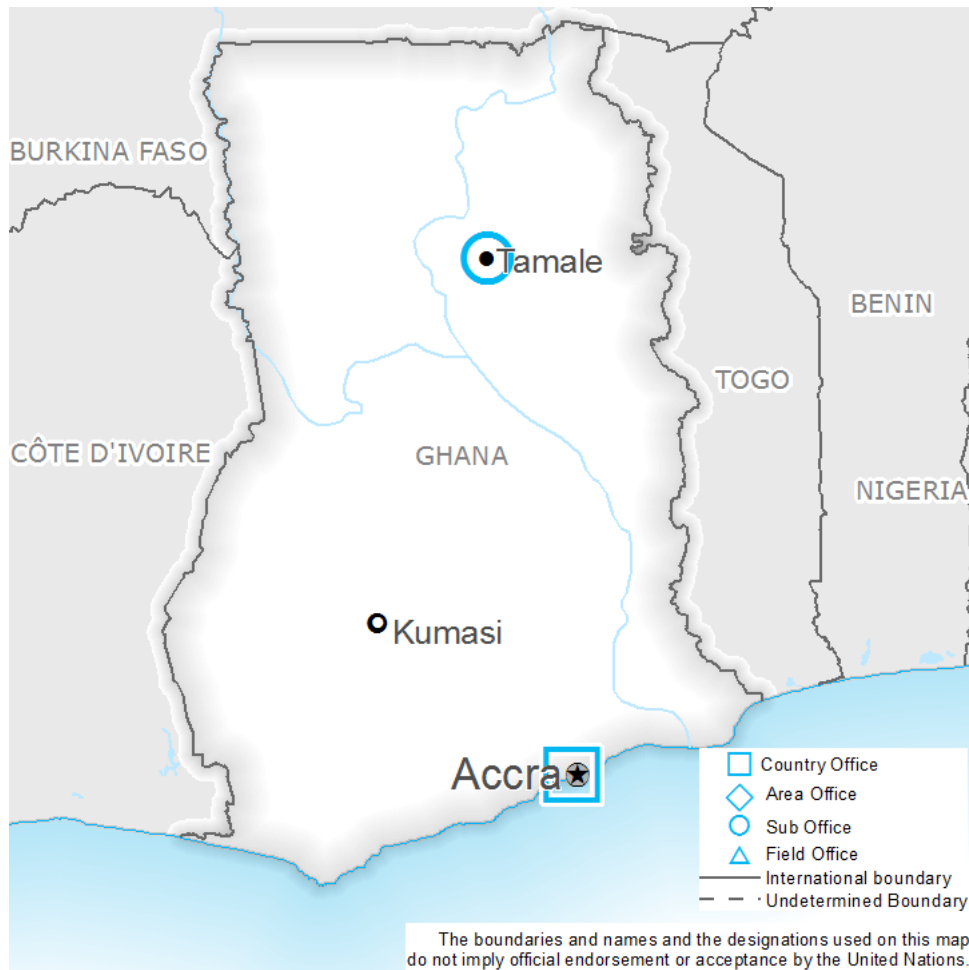 BURKINA FASO
Tamale
BENIN
TOGO
CÔTE D'IVOIRE
GHANA
NIGERIA
Kumasi
Accra
Country Office
Area Office
Sub Office
Field Office
International boundary
Undetermined Boundary
The boundaries and names and the designations used on this map
do not imply official endorsement or acceptance by the United Nations.